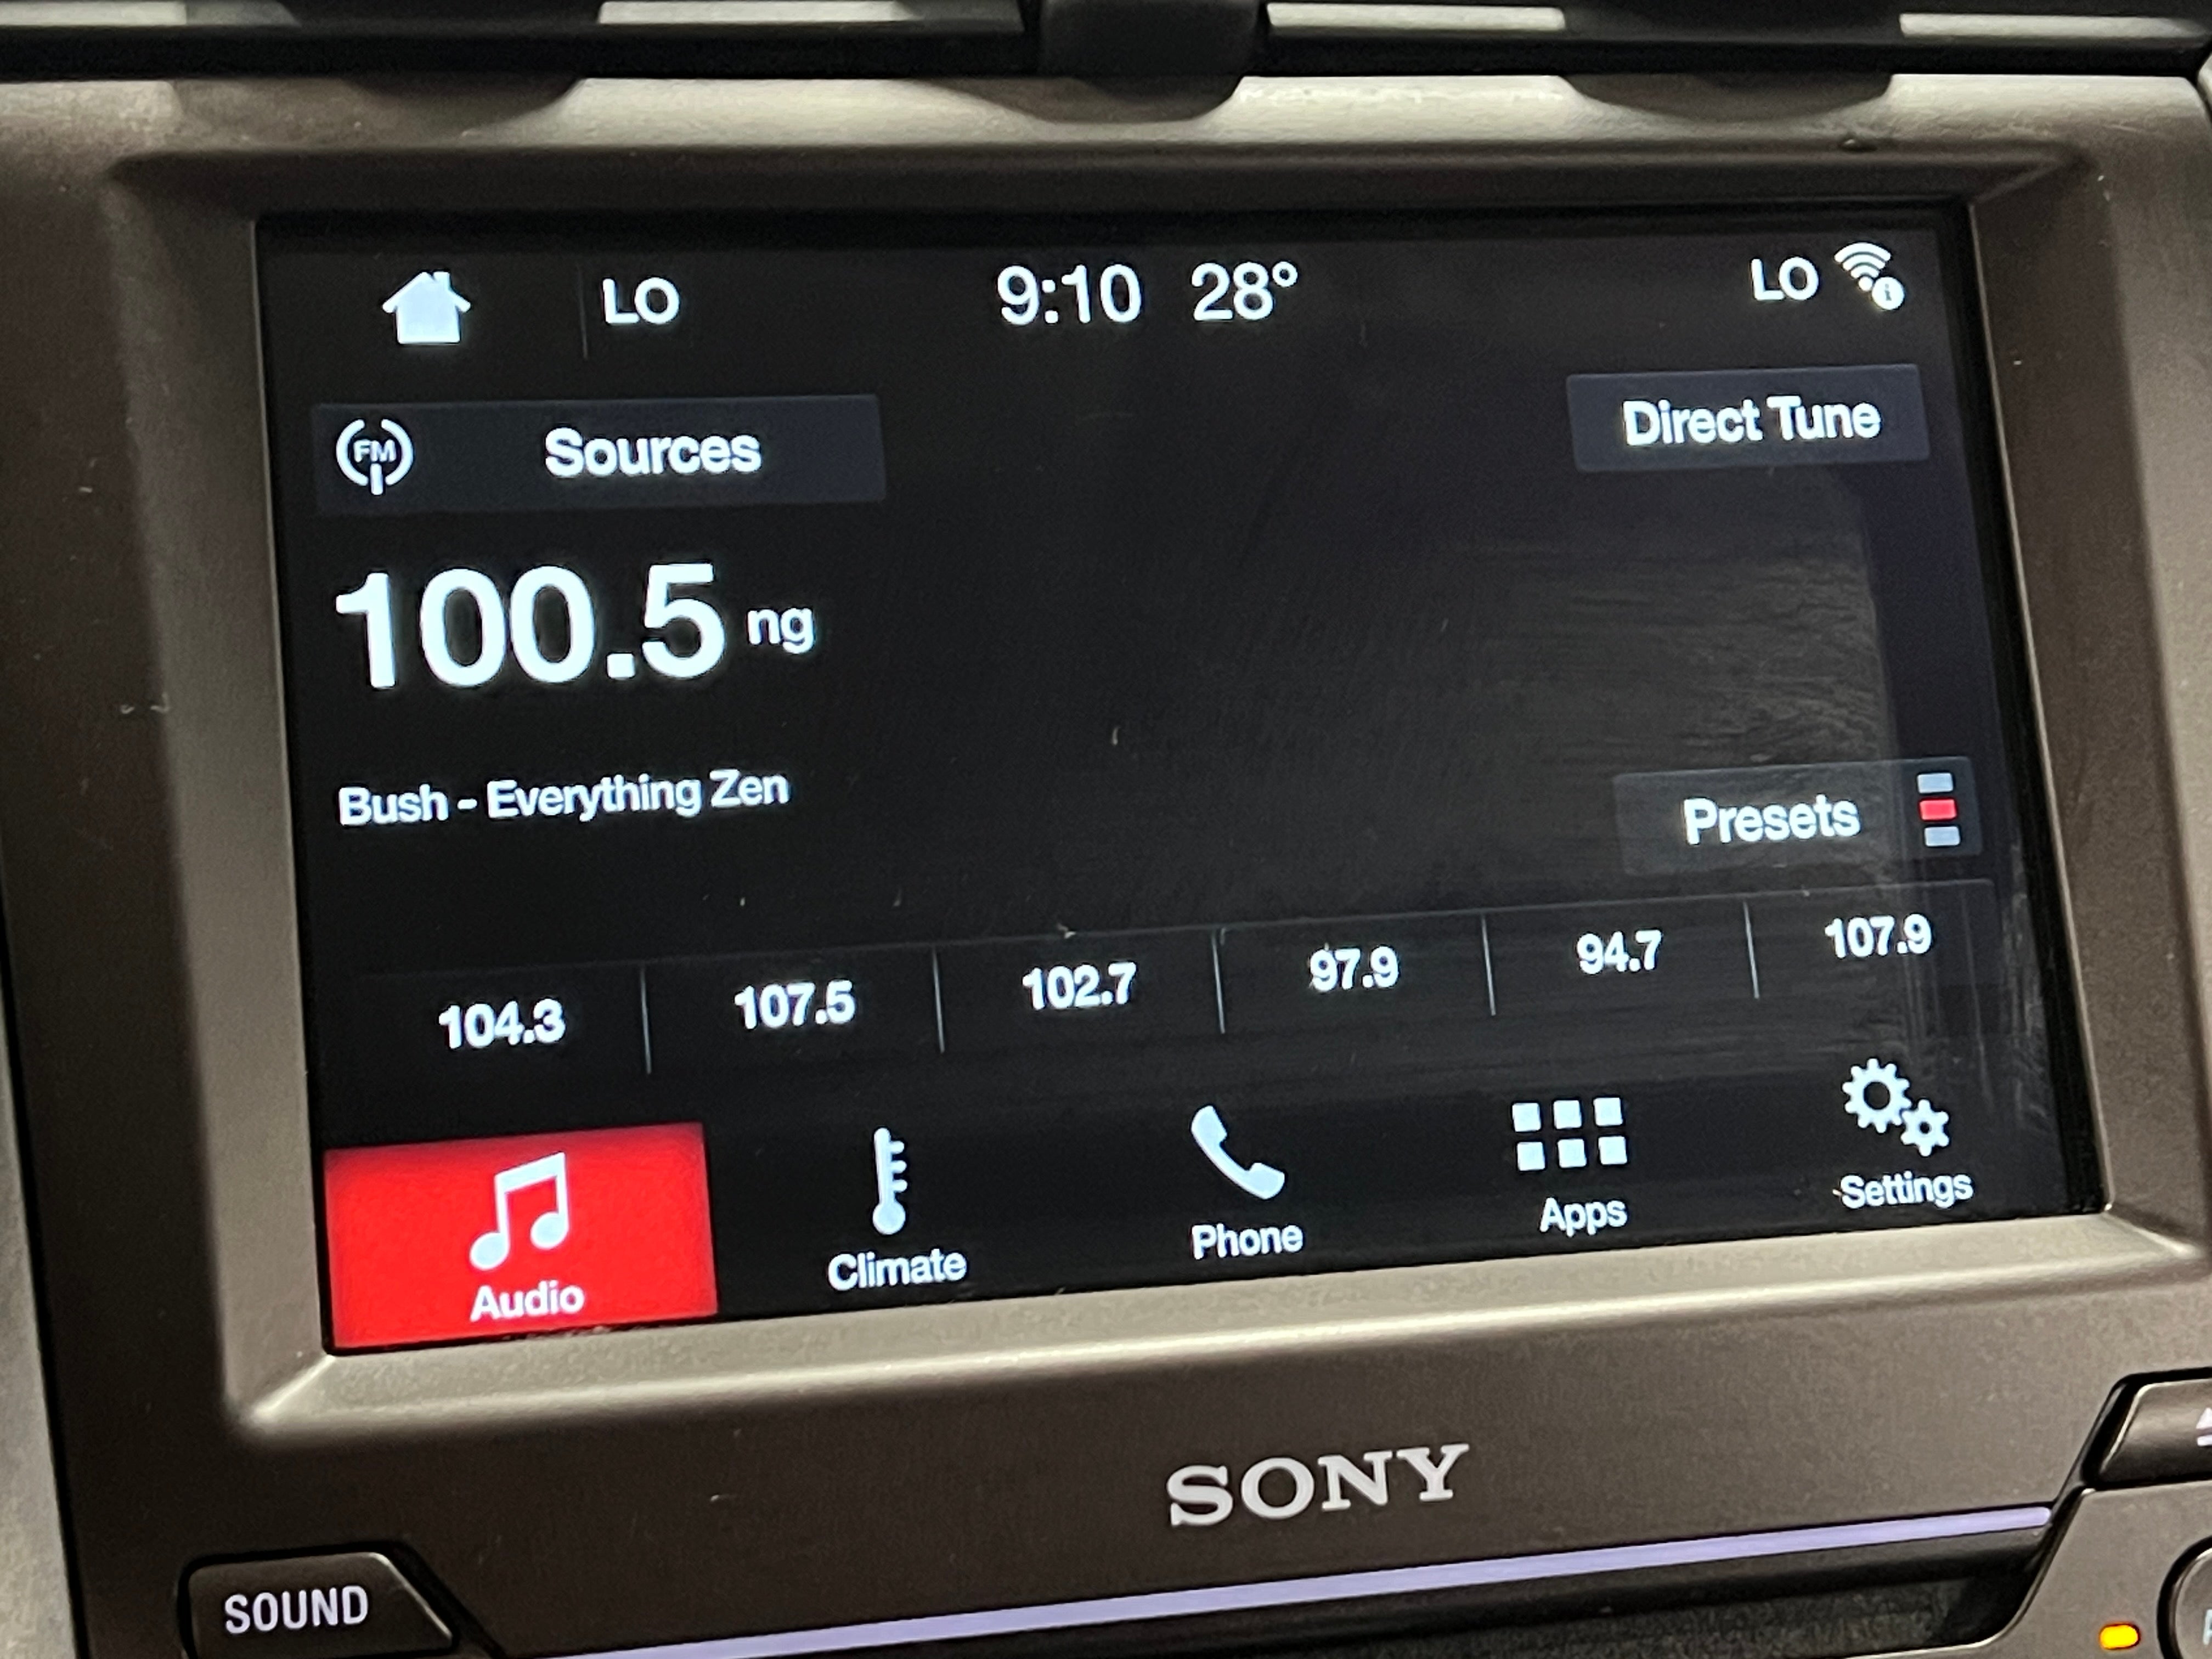 LO 9:10 28° LO
FM Sources Direct Tune
100.5 ng
Bush - Everything Zen
Presets
104.3 107.5 102.7 97.9 94.7 107.9
Audio Climate Phone Apps Settings
SONY
SOUND